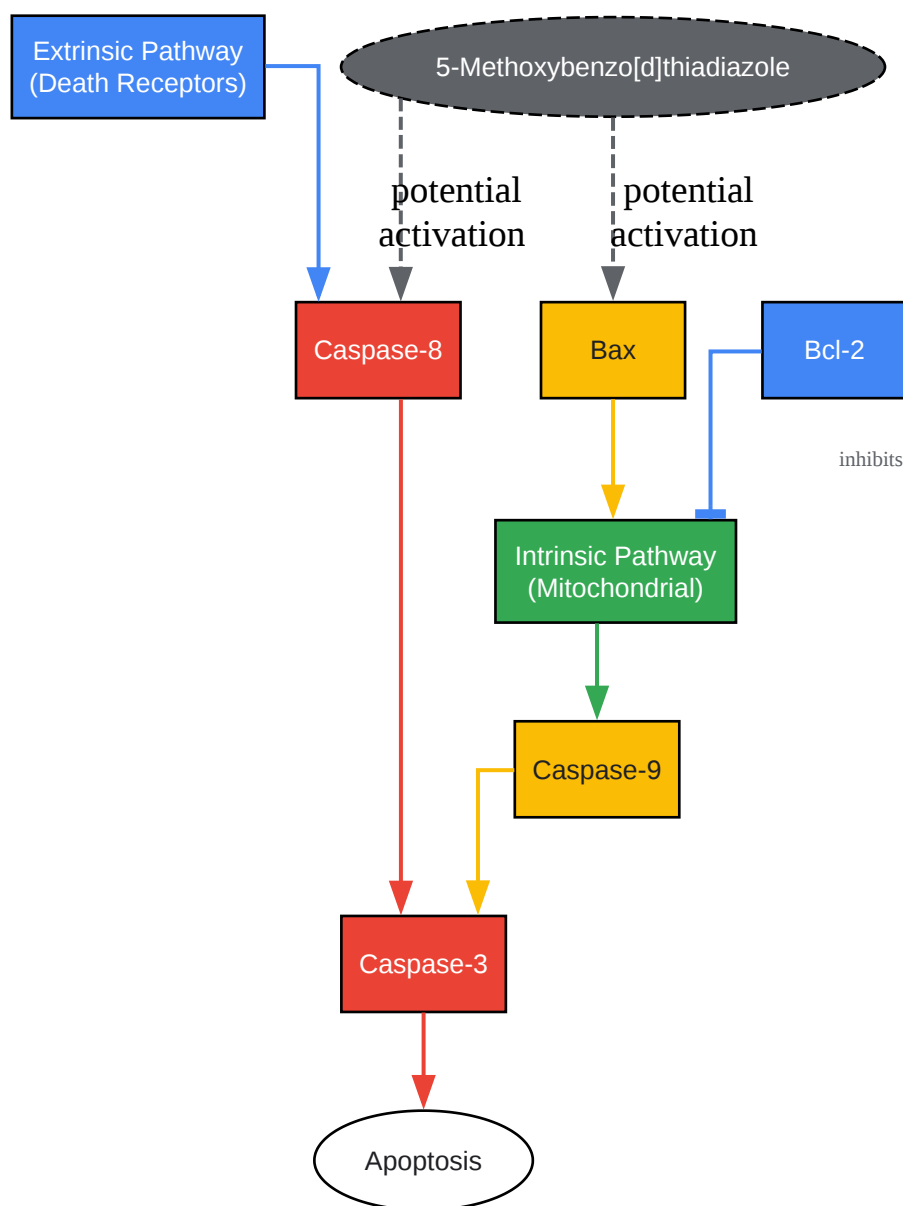 Extrinsic Pathway
(Death Receptors)
5-Methoxybenzo[d]thiadiazole
potential
activation
potential
activation
Caspase-8
Bax
Bcl-2
inhibits
Intrinsic Pathway
(Mitochondrial)
Caspase-9
Caspase-3
Apoptosis